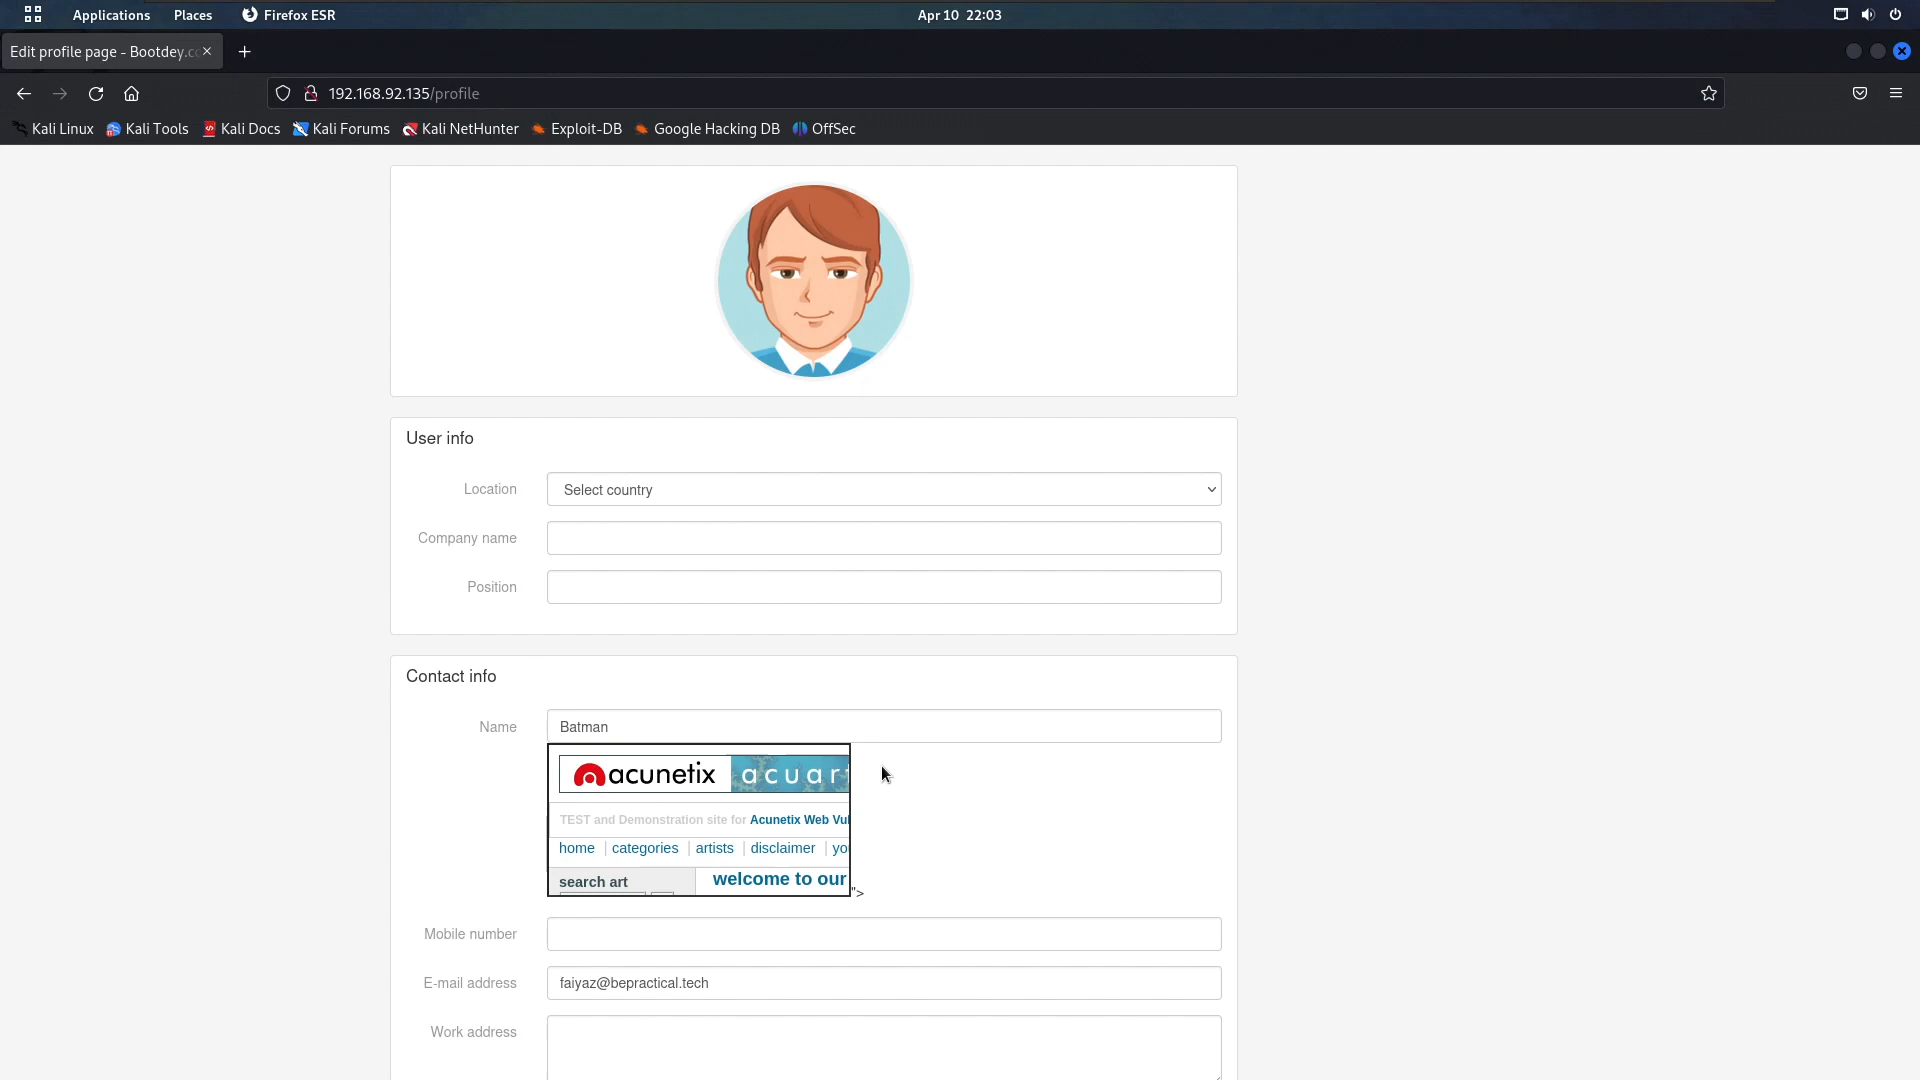 Applications Places Firefox ESR Apr 10 22:03
Edit profile page - Bootdey.c
192.168.92.135/profile
Kali Linux Kali Tools Kali Docs Kali Forums Kali NetHunter Exploit-DB Google Hacking DB OffSec
User info
Location Select country
Company name
Position
Contact info
Name Batman
acunetix acuart
TEST and Demonstration site for Acunetix Web Vul
home | categories | artists | disclaimer | you
search art welcome to our
">
Mobile number
E-mail address faiyaz@bepractical.tech
Work address